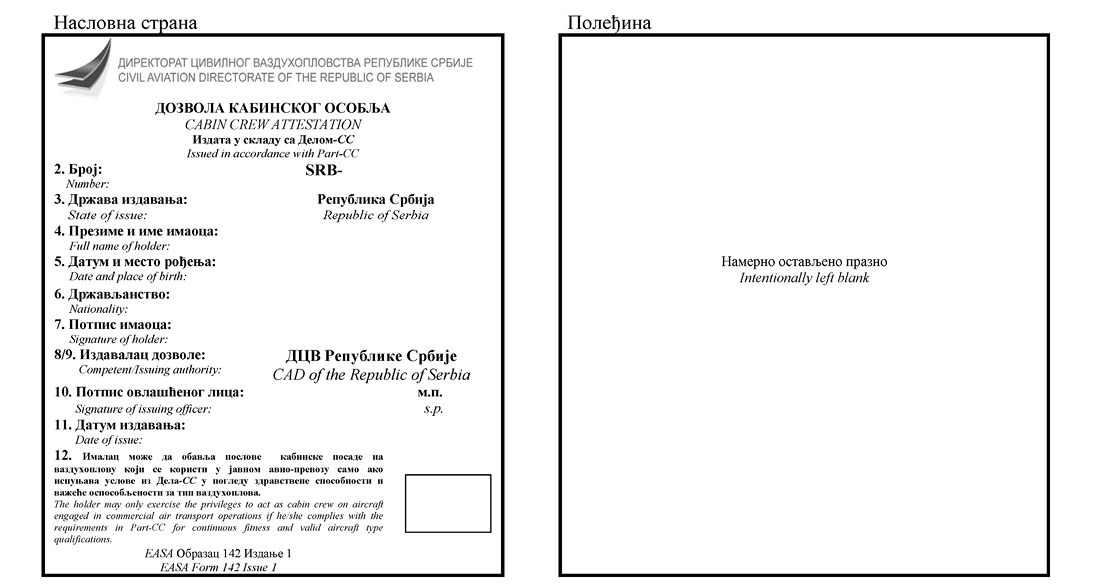 Насловна страна
ДИРЕКТОРАТ ЦИВИЛНОГ ВАЗДУХОПЛОВСТВА РЕПУБЛИКЕ СРБИЈЕ
CIVIL AVIATION DIRECTORATE OF THE REPUBLIC OF SERBIA
ДОЗВОЛА КАБИНСКОГ ОСОБЉА
CABIN CREW ATTESTATION
Издата у складу са Делом-CC
Issued in accordance with Part-CC
2. Број: SRB-
Number:
3. Држава издавања: Република Србија
State of issue: Republic of Serbia
4. Презиме и име имаоца:
Full name of holder:
5. Датум и место рођења:
Date and place of birth:
6. Држављанство:
Nationality:
7. Потпис имаоца:
Signature of holder:
8/9. Издавалац дозволе: ДЦВ Републике Србије
Competent/Issuing authority: CAD of the Republic of Serbia
10. Потпис овлашћеног лица: м.п.
Signature of issuing officer: s.p.
11. Датум издавања:
Date of issue:
12. Ималац може да обавља послове кабинске посаде на
ваздухоплову који се користи у јавном авио-превозу само ако
испуњава услове из Дела-CC у погледу здравствене способности и
важеће оспособљености за тип ваздухоплова.
The holder may only exercise the privileges to act as cabin crew on aircraft
engaged in commercial air transport operations if he/she complies with the
requirements in Part-CC for continuous fitness and valid aircraft type
qualifications.
EASA Образац 142 Издање 1
EASA Form 142 Issue 1
Полеђина
Намерно остављено празно
Intentionally left blank